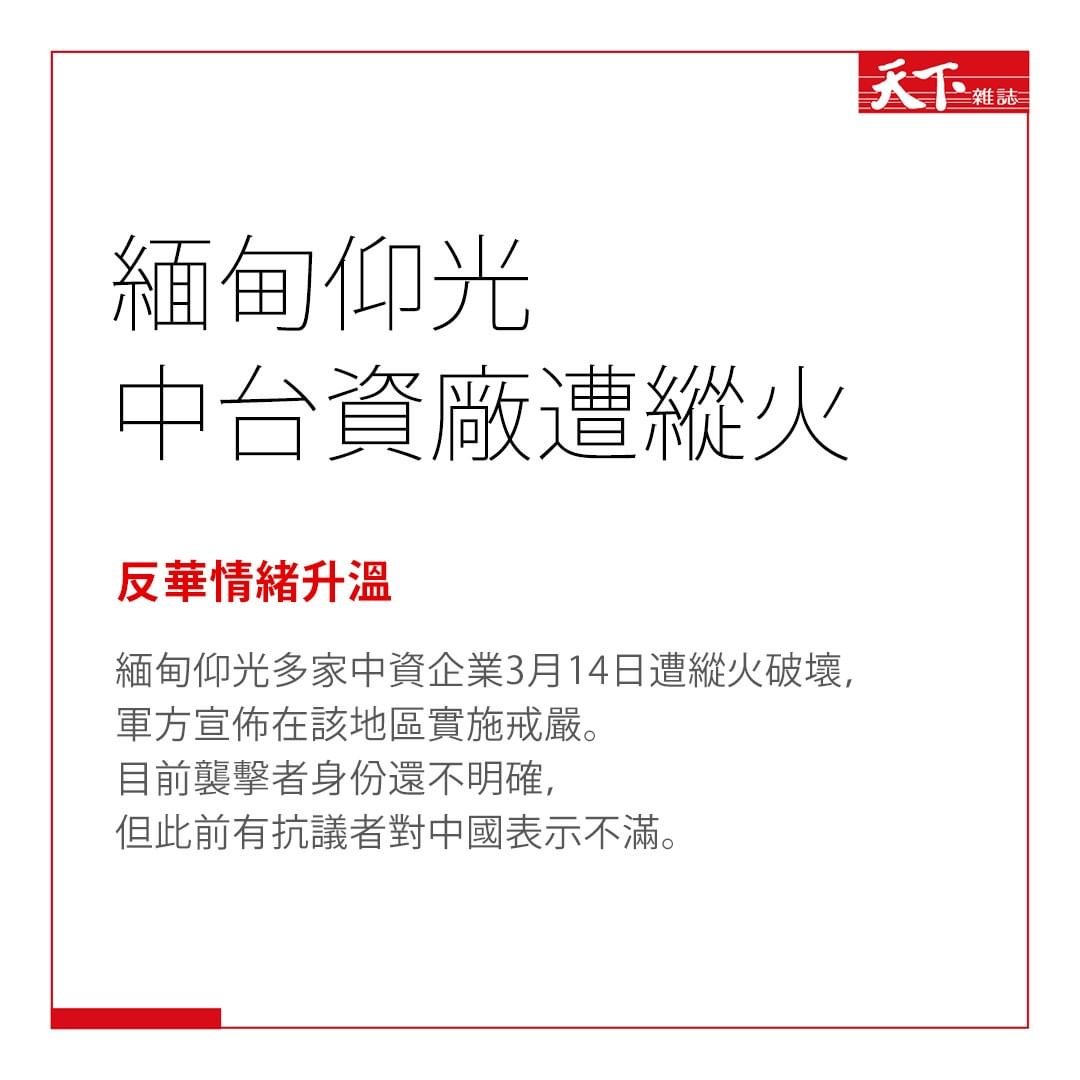 天下雜誌
緬甸仰光
中台資廠遭縱火
反華情緒升溫
緬甸仰光多家中資企業3月14日遭縱火破壞,
軍方宣佈在該地區實施戒嚴。
目前襲擊者身份還不明確,
但此前有抗議者對中國表示不滿。